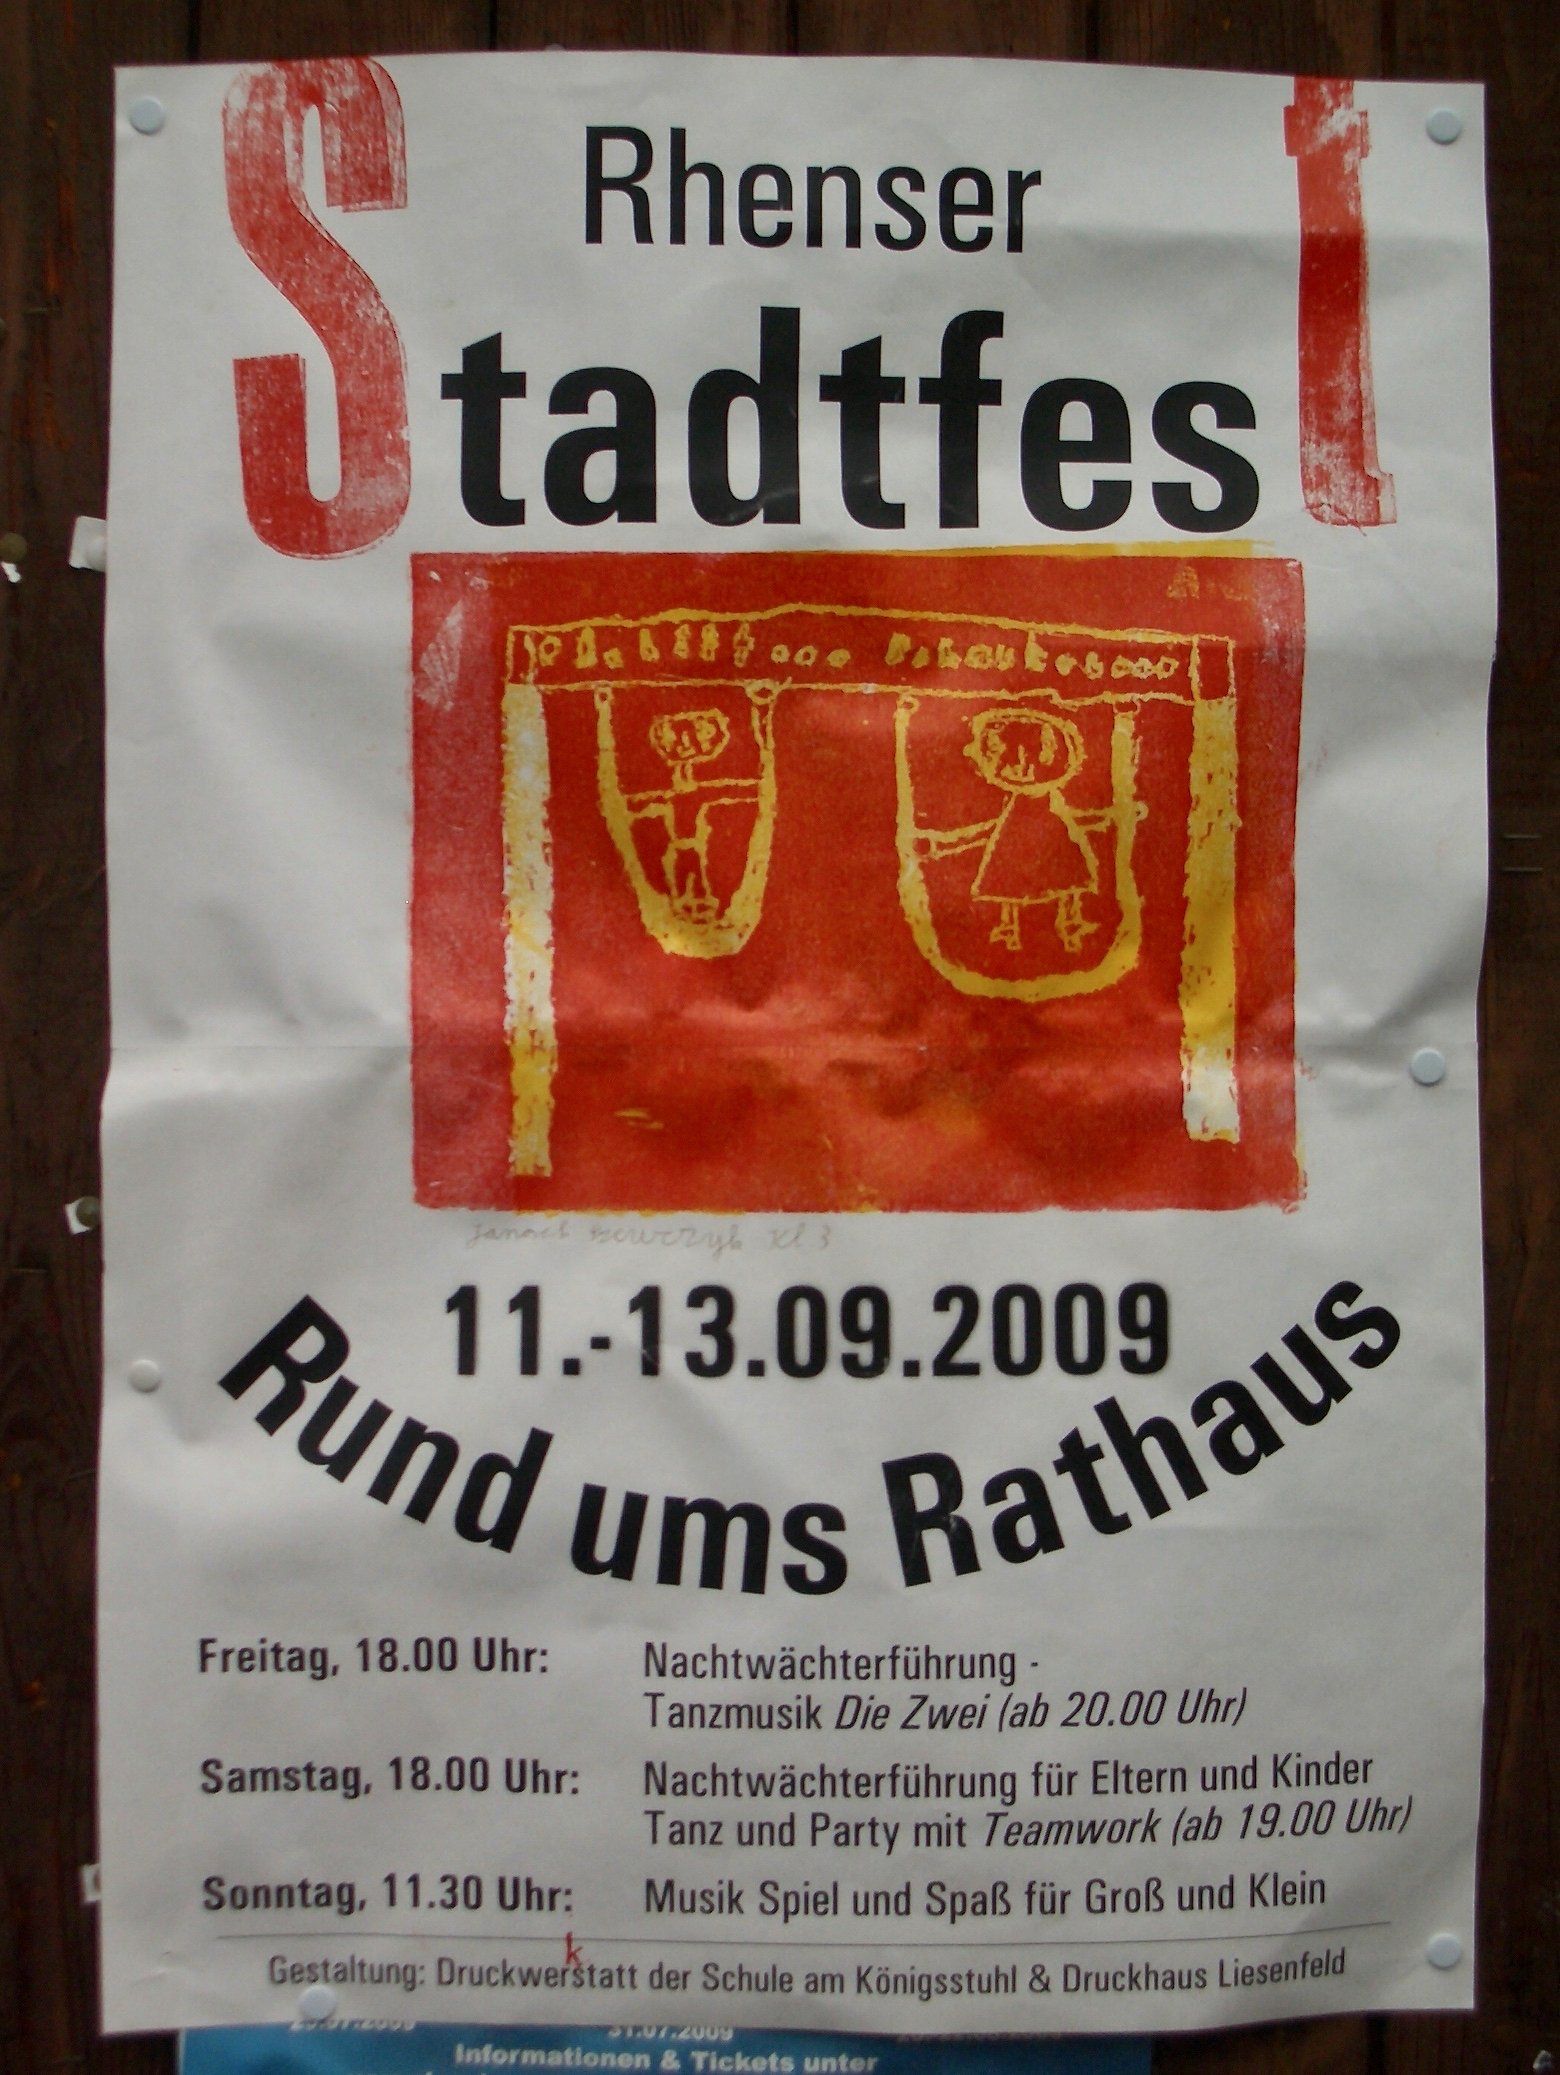 Rhenser
Stadtfest
11.-13.09.2009
Rund ums Rathaus
Freitag, 18.00 Uhr: Nachtwächterführung -
Tanzmusik Die Zwei (ab 20.00 Uhr)
Samstag, 18.00 Uhr: Nachtwächterführung für Eltern und Kinder
Tanz und Party mit Teamwork (ab 19.00 Uhr)
Sonntag, 11.30 Uhr: Musik Spiel und Spaß für Groß und Klein
k
Gestaltung: Druckwerstatt der Schule am Königsstuhl & Druckhaus Liesenfeld
31.07.2009
Informationen & Tickets unter